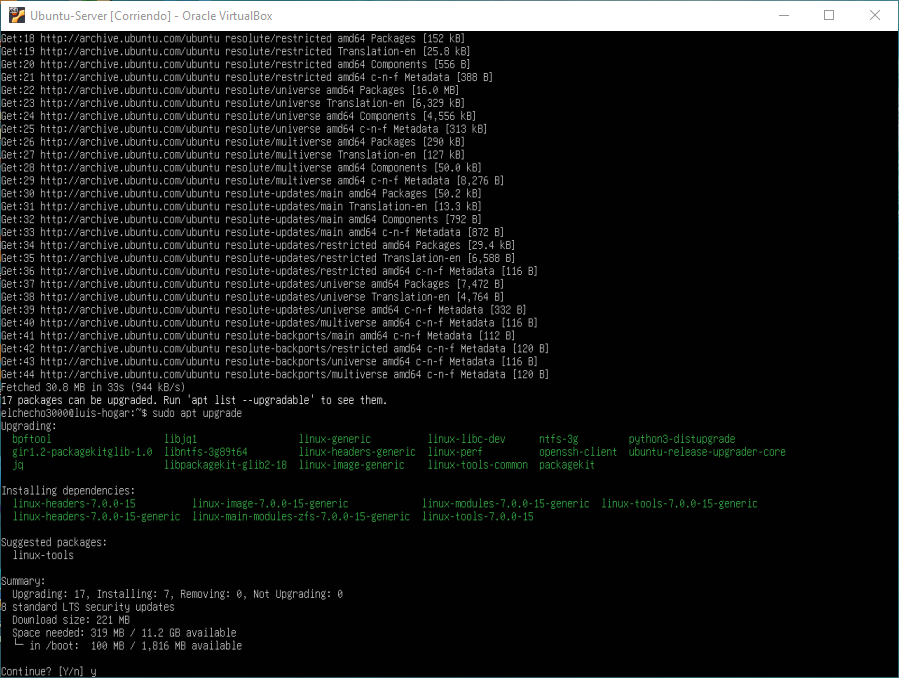 Ubuntu-Server [Corriendo] - Oracle VirtualBox
Get:18 http://archive.ubuntu.com/ubuntu resolute/restricted amd64 Packages [152 kB]
Get:19 http://archive.ubuntu.com/ubuntu resolute/restricted Translation-en [25.8 kB]
Get:20 http://archive.ubuntu.com/ubuntu resolute/restricted amd64 Components [556 B]
Get:21 http://archive.ubuntu.com/ubuntu resolute/restricted amd64 c-n-f Metadata [388 B]
Get:22 http://archive.ubuntu.com/ubuntu resolute/universe amd64 Packages [16.0 MB]
Get:23 http://archive.ubuntu.com/ubuntu resolute/universe Translation-en [6,329 kB]
Get:24 http://archive.ubuntu.com/ubuntu resolute/universe amd64 Components [4,556 kB]
Get:25 http://archive.ubuntu.com/ubuntu resolute/universe amd64 c-n-f Metadata [313 kB]
Get:26 http://archive.ubuntu.com/ubuntu resolute/multiverse amd64 Packages [290 kB]
Get:27 http://archive.ubuntu.com/ubuntu resolute/multiverse Translation-en [127 kB]
Get:28 http://archive.ubuntu.com/ubuntu resolute/multiverse amd64 Components [50.0 kB]
Get:29 http://archive.ubuntu.com/ubuntu resolute/multiverse amd64 c-n-f Metadata [8,276 B]
Get:30 http://archive.ubuntu.com/ubuntu resolute-updates/main amd64 Packages [50.2 kB]
Get:31 http://archive.ubuntu.com/ubuntu resolute-updates/main Translation-en [13.3 kB]
Get:32 http://archive.ubuntu.com/ubuntu resolute-updates/main amd64 Components [792 B]
Get:33 http://archive.ubuntu.com/ubuntu resolute-updates/main amd64 c-n-f Metadata [872 B]
Get:34 http://archive.ubuntu.com/ubuntu resolute-updates/restricted amd64 Packages [29.4 kB]
Get:35 http://archive.ubuntu.com/ubuntu resolute-updates/restricted Translation-en [6,588 B]
Get:36 http://archive.ubuntu.com/ubuntu resolute-updates/restricted amd64 c-n-f Metadata [116 B]
Get:37 http://archive.ubuntu.com/ubuntu resolute-updates/universe amd64 Packages [7,472 B]
Get:38 http://archive.ubuntu.com/ubuntu resolute-updates/universe Translation-en [4,764 B]
Get:39 http://archive.ubuntu.com/ubuntu resolute-updates/universe amd64 c-n-f Metadata [332 B]
Get:40 http://archive.ubuntu.com/ubuntu resolute-updates/multiverse amd64 c-n-f Metadata [116 B]
Get:41 http://archive.ubuntu.com/ubuntu resolute-backports/main amd64 c-n-f Metadata [112 B]
Get:42 http://archive.ubuntu.com/ubuntu resolute-backports/restricted amd64 c-n-f Metadata [120 B]
Get:43 http://archive.ubuntu.com/ubuntu resolute-backports/universe amd64 c-n-f Metadata [116 B]
Get:44 http://archive.ubuntu.com/ubuntu resolute-backports/multiverse amd64 c-n-f Metadata [120 B]
Fetched 30.8 MB in 33s (944 kB/s)
17 packages can be upgraded. Run 'apt list --upgradable' to see them.
elchecho3000@luis-hogar:~$ sudo apt upgrade
Upgrading:
  bpftool                    libjq1                  linux-generic          linux-libc-dev      ntfs-3g         python3-distupgrade
  gir1.2-packagekitglib-1.0  libntfs-3g89t64         linux-headers-generic  linux-perf          openssh-client  ubuntu-release-upgrader-core
  jq                         libpackagekit-glib2-18  linux-image-generic    linux-tools-common  packagekit

Installing dependencies:
  linux-headers-7.0.0-15          linux-image-7.0.0-15-generic             linux-modules-7.0.0-15-generic  linux-tools-7.0.0-15-generic
  linux-headers-7.0.0-15-generic  linux-main-modules-zfs-7.0.0-15-generic  linux-tools-7.0.0-15

Suggested packages:
  linux-tools

Summary:
  Upgrading: 17, Installing: 7, Removing: 0, Not Upgrading: 0
8 standard LTS security updates
  Download size: 221 MB
  Space needed: 319 MB / 11.2 GB available
  └─ in /boot:  100 MB / 1,816 MB available

Continue? [Y/n] y